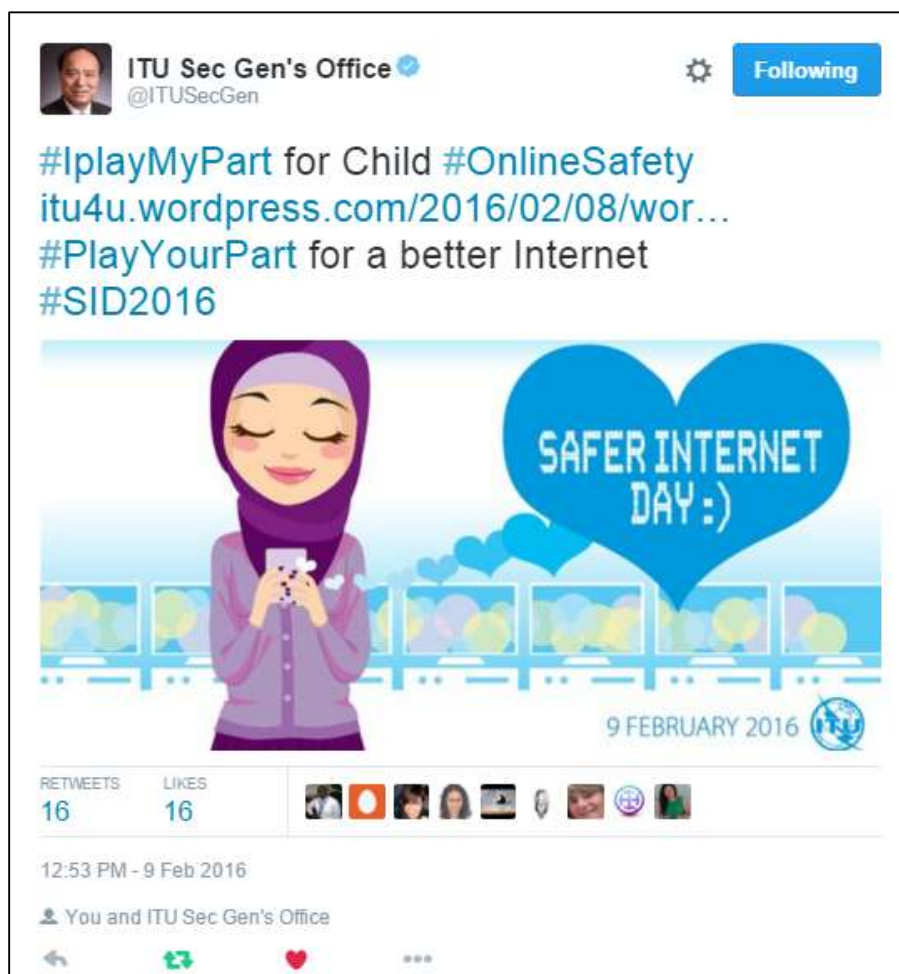 ITU Sec Gen's Office
@ITUSecGen
Following
#IplayMyPart for Child #OnlineSafety
itu4u.wordpress.com/2016/02/08/wor…
#PlayYourPart for a better Internet
#SID2016
SAFER INTERNET
DAY :)
9 FEBRUARY 2016 ITU
RETWEETS LIKES
16 16
12:53 PM - 9 Feb 2016
You and ITU Sec Gen's Office